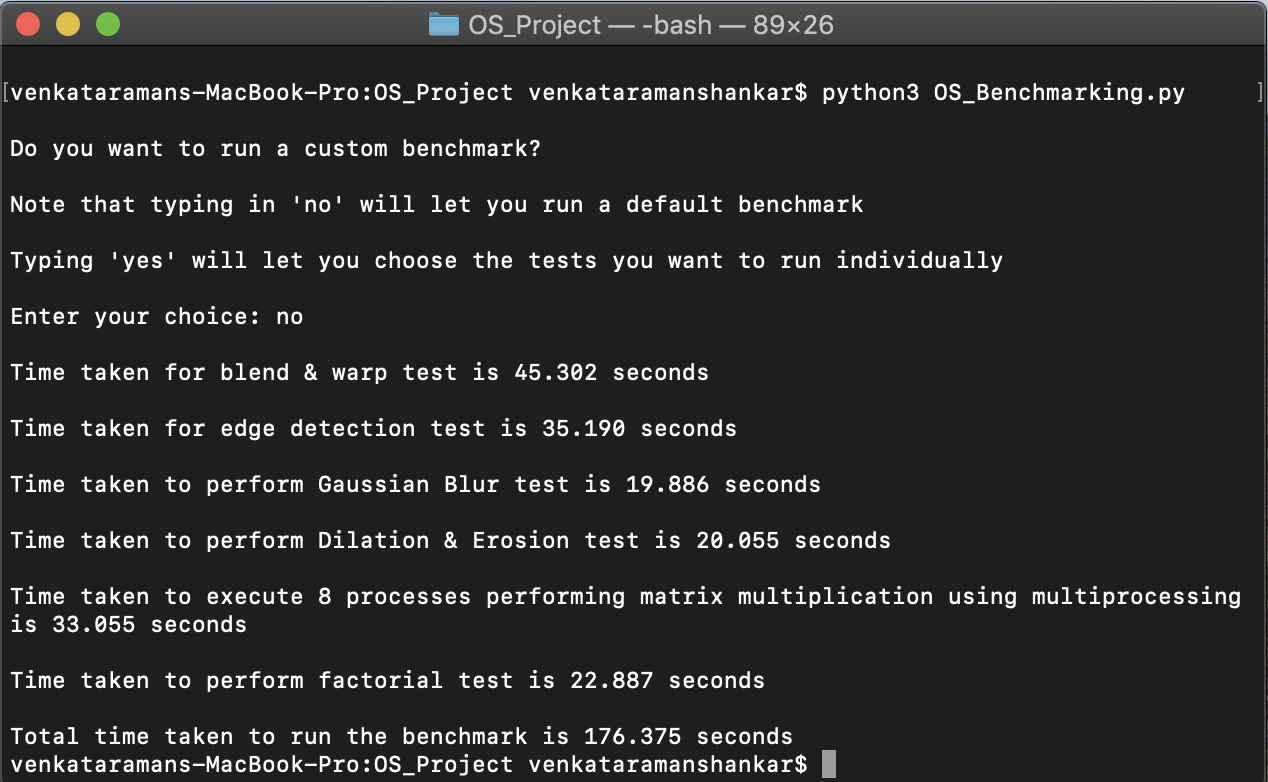 OS_Project — -bash — 89×26
[venkataramans-MacBook-Pro:OS_Project venkataramanshankar$ python3 OS_Benchmarking.py ]
Do you want to run a custom benchmark?
Note that typing in 'no' will let you run a default benchmark
Typing 'yes' will let you choose the tests you want to run individually
Enter your choice: no
Time taken for blend & warp test is 45.302 seconds
Time taken for edge detection test is 35.190 seconds
Time taken to perform Gaussian Blur test is 19.886 seconds
Time taken to perform Dilation & Erosion test is 20.055 seconds
Time taken to execute 8 processes performing matrix multiplication using multiprocessing
is 33.055 seconds
Time taken to perform factorial test is 22.887 seconds
Total time taken to run the benchmark is 176.375 seconds
venkataramans-MacBook-Pro:OS_Project venkataramanshankar$